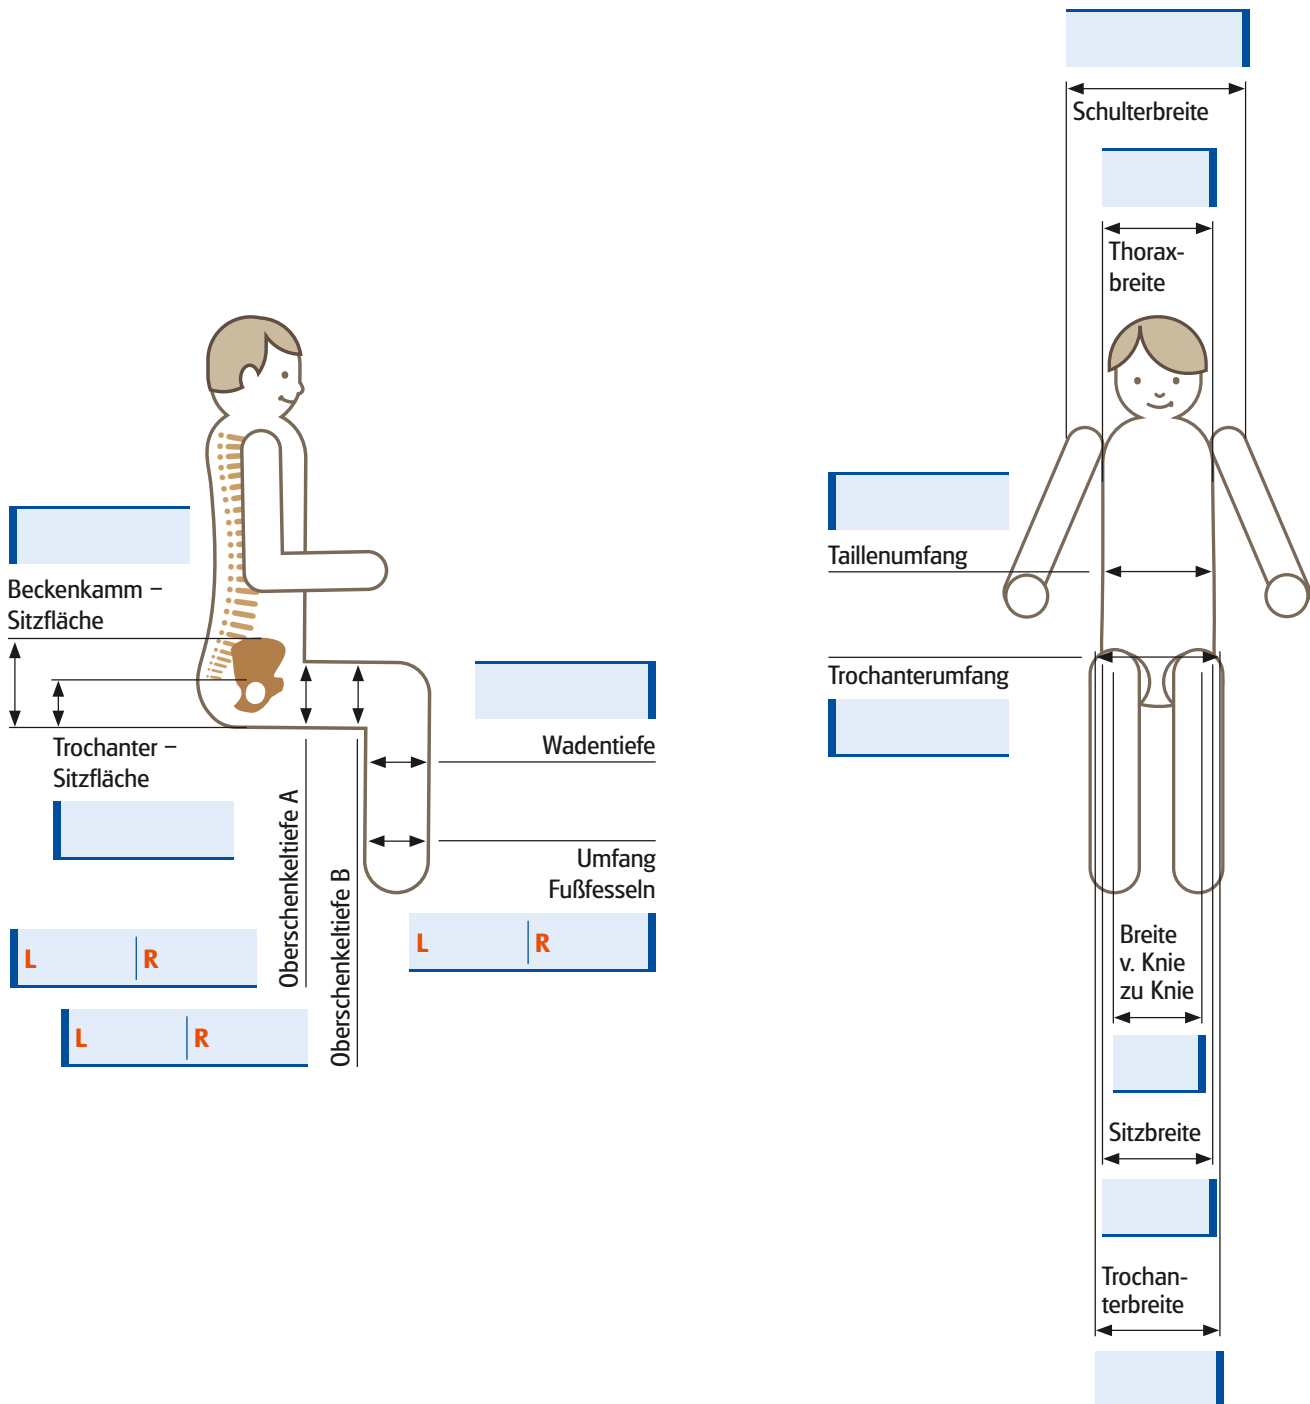 Schulterbreite
Thorax-
breite
Beckenkamm –
Sitzfläche
Trochanter –
Sitzfläche
Oberschenkeltiefe A
Oberschenkeltiefe B
L R
L R
Wadentiefe
Umfang
Fußfesseln
L R
Taillenumfang
Trochanterumfang
Breite
v. Knie
zu Knie
Sitzbreite
Trochan-
terbreite